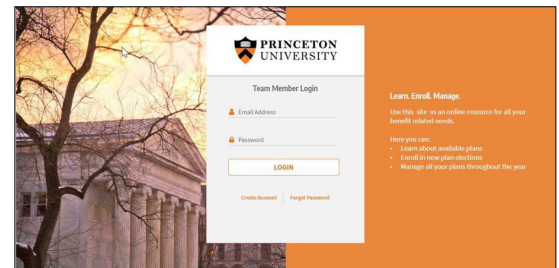 PRINCETON
UNIVERSITY
Team Member Login
Email Address
Password
LOGIN
Create Account
Forgot Password
Learn. Enroll. Manage.
Use this site as an online resource for all your
benefit related needs.
Here you can:
• Learn about available plans
• Enroll in new plan elections
• Manage all your plans throughout the year